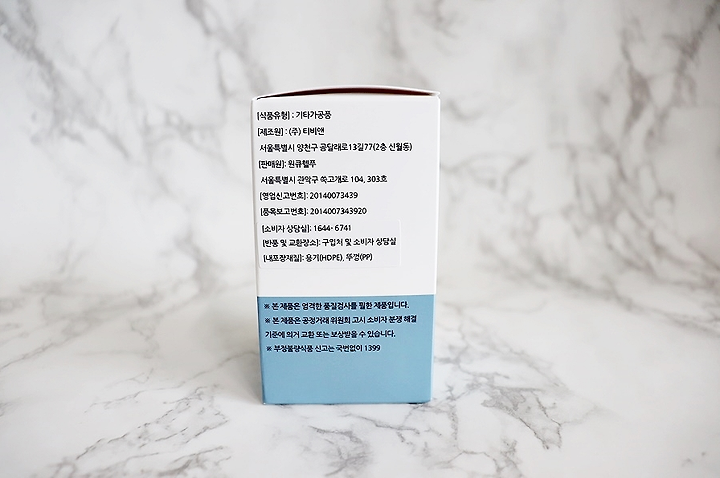 [식품유형] : 기타가공품
[제조원] : (주) 티비앤
서울특별시 양천구 공달래로13길77(2층 신월동)
[판매원]: 원큐헬푸
서울특별시 관악구 쑥고개로 104, 303호
[영업신고번호]: 20140073439
[품목보고번호]: 2014007343920
[소비자 상담실]: 1644- 6741
[반품 및 교환장소]: 구입처 및 소비자 상담실
[내포장재질]: 용기(HDPE), 뚜껑(PP)
※ 본 제품은 엄격한 품질검사를 필한 제품입니다.
※ 본 제품은 공정거래 위원회 고시 소비자 분쟁 해결
기준에 의거 교환 또는 보상받을 수 있습니다.
※ 부정불량식품 신고는 국번없이 1399